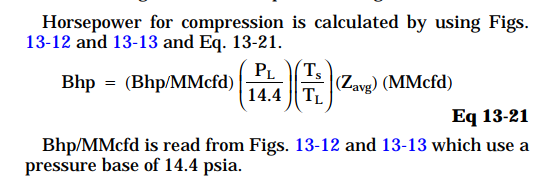 Horsepower for compression is calculated by using Figs.
13-12 and 13-13 and Eq. 13-21.
Bhp = (Bhp/MMcfd) (P_L/14.4) (T_s/T_L) (Z_avg) (MMcfd)
Eq 13-21
Bhp/MMcfd is read from Figs. 13-12 and 13-13 which use a
pressure base of 14.4 psia.